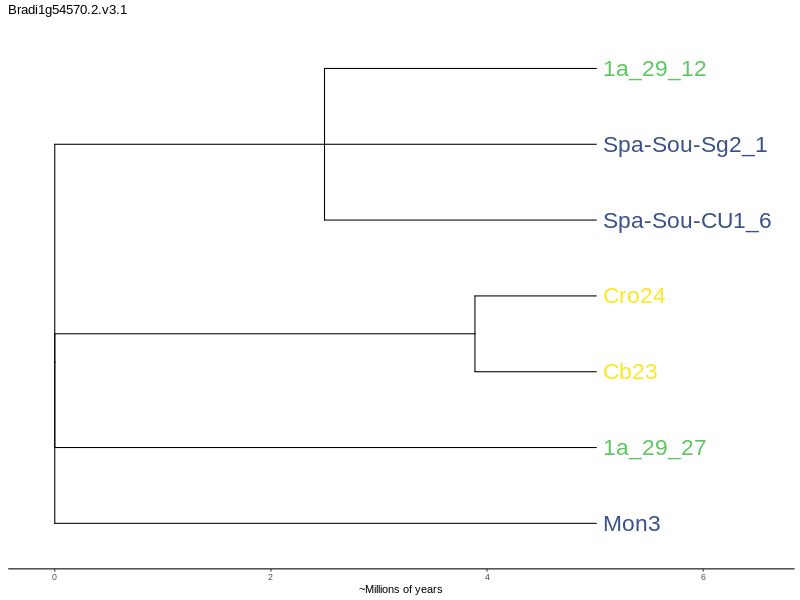 Bradi1g54570.2.v3.1
1a_29_12
Spa-Sou-Sg2_1
Spa-Sou-CU1_6
Cro24
Cb23
1a_29_27
Mon3
0 2 4 6
~Millions of years